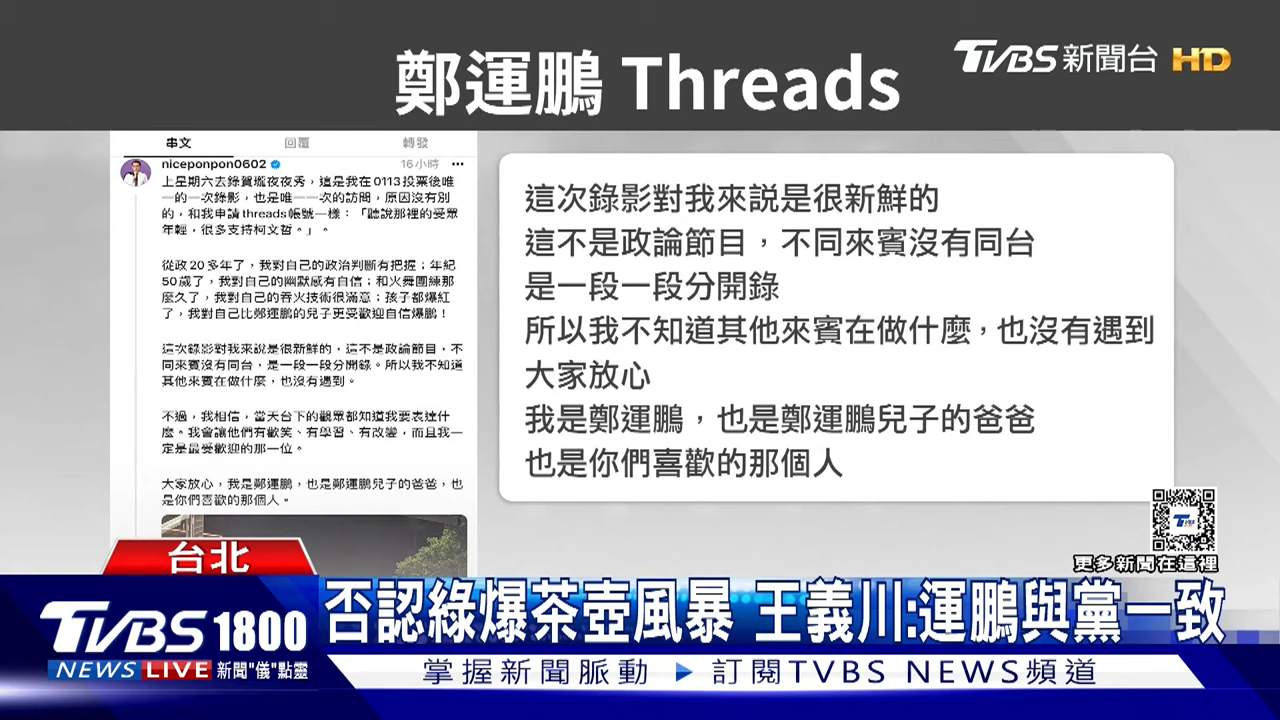 鄭運鵬 Threads
TVBS 新聞台 HD
串文 回覆 轉發
niceponpon0602 16小時
上星期六去錄賀瓏夜夜秀，這是我在0113投票後唯
一的一次錄影，也是唯一一次的訪問，原因沒有別
的，和我申請threads帳號一樣：「聽說那裡的受眾
年輕，很多支持柯文哲。」。
從政20多年了，我對自己的政治判斷有把握；年紀
50歲了，我對自己的幽默感有自信；和火舞團練那
麼久了，我對自己的吞火技術很滿意；孩子都爆紅
了，我對自己比鄭運鵬的兒子更受歡迎自信爆鵬！
這次錄影對我來說是很新鮮的，這不是政論節目，不
同來賓沒有同台，是一段一段分開錄。所以我不知道
其他來賓在做什麼，也沒有遇到。
不過，我相信，當天台下的觀眾都知道我要表達什
麼。我會讓他們有歡笑、有學習、有改變，而且我一
定是最受歡迎的那一位。
大家放心，我是鄭運鵬，也是鄭運鵬兒子的爸爸，也
是你們喜歡的那個人。
這次錄影對我來說是很新鮮的
這不是政論節目，不同來賓沒有同台
是一段一段分開錄
所以我不知道其他來賓在做什麼，也沒有遇到
大家放心
我是鄭運鵬，也是鄭運鵬兒子的爸爸
也是你們喜歡的那個人
更多新聞在這裡
台北
否認綠爆茶壺風暴 王義川:運鵬與黨一致
TVBS 1800
NEWS LIVE 新聞"儀"點靈
掌握新聞脈動 ▶ 訂閱TVBS NEWS頻道